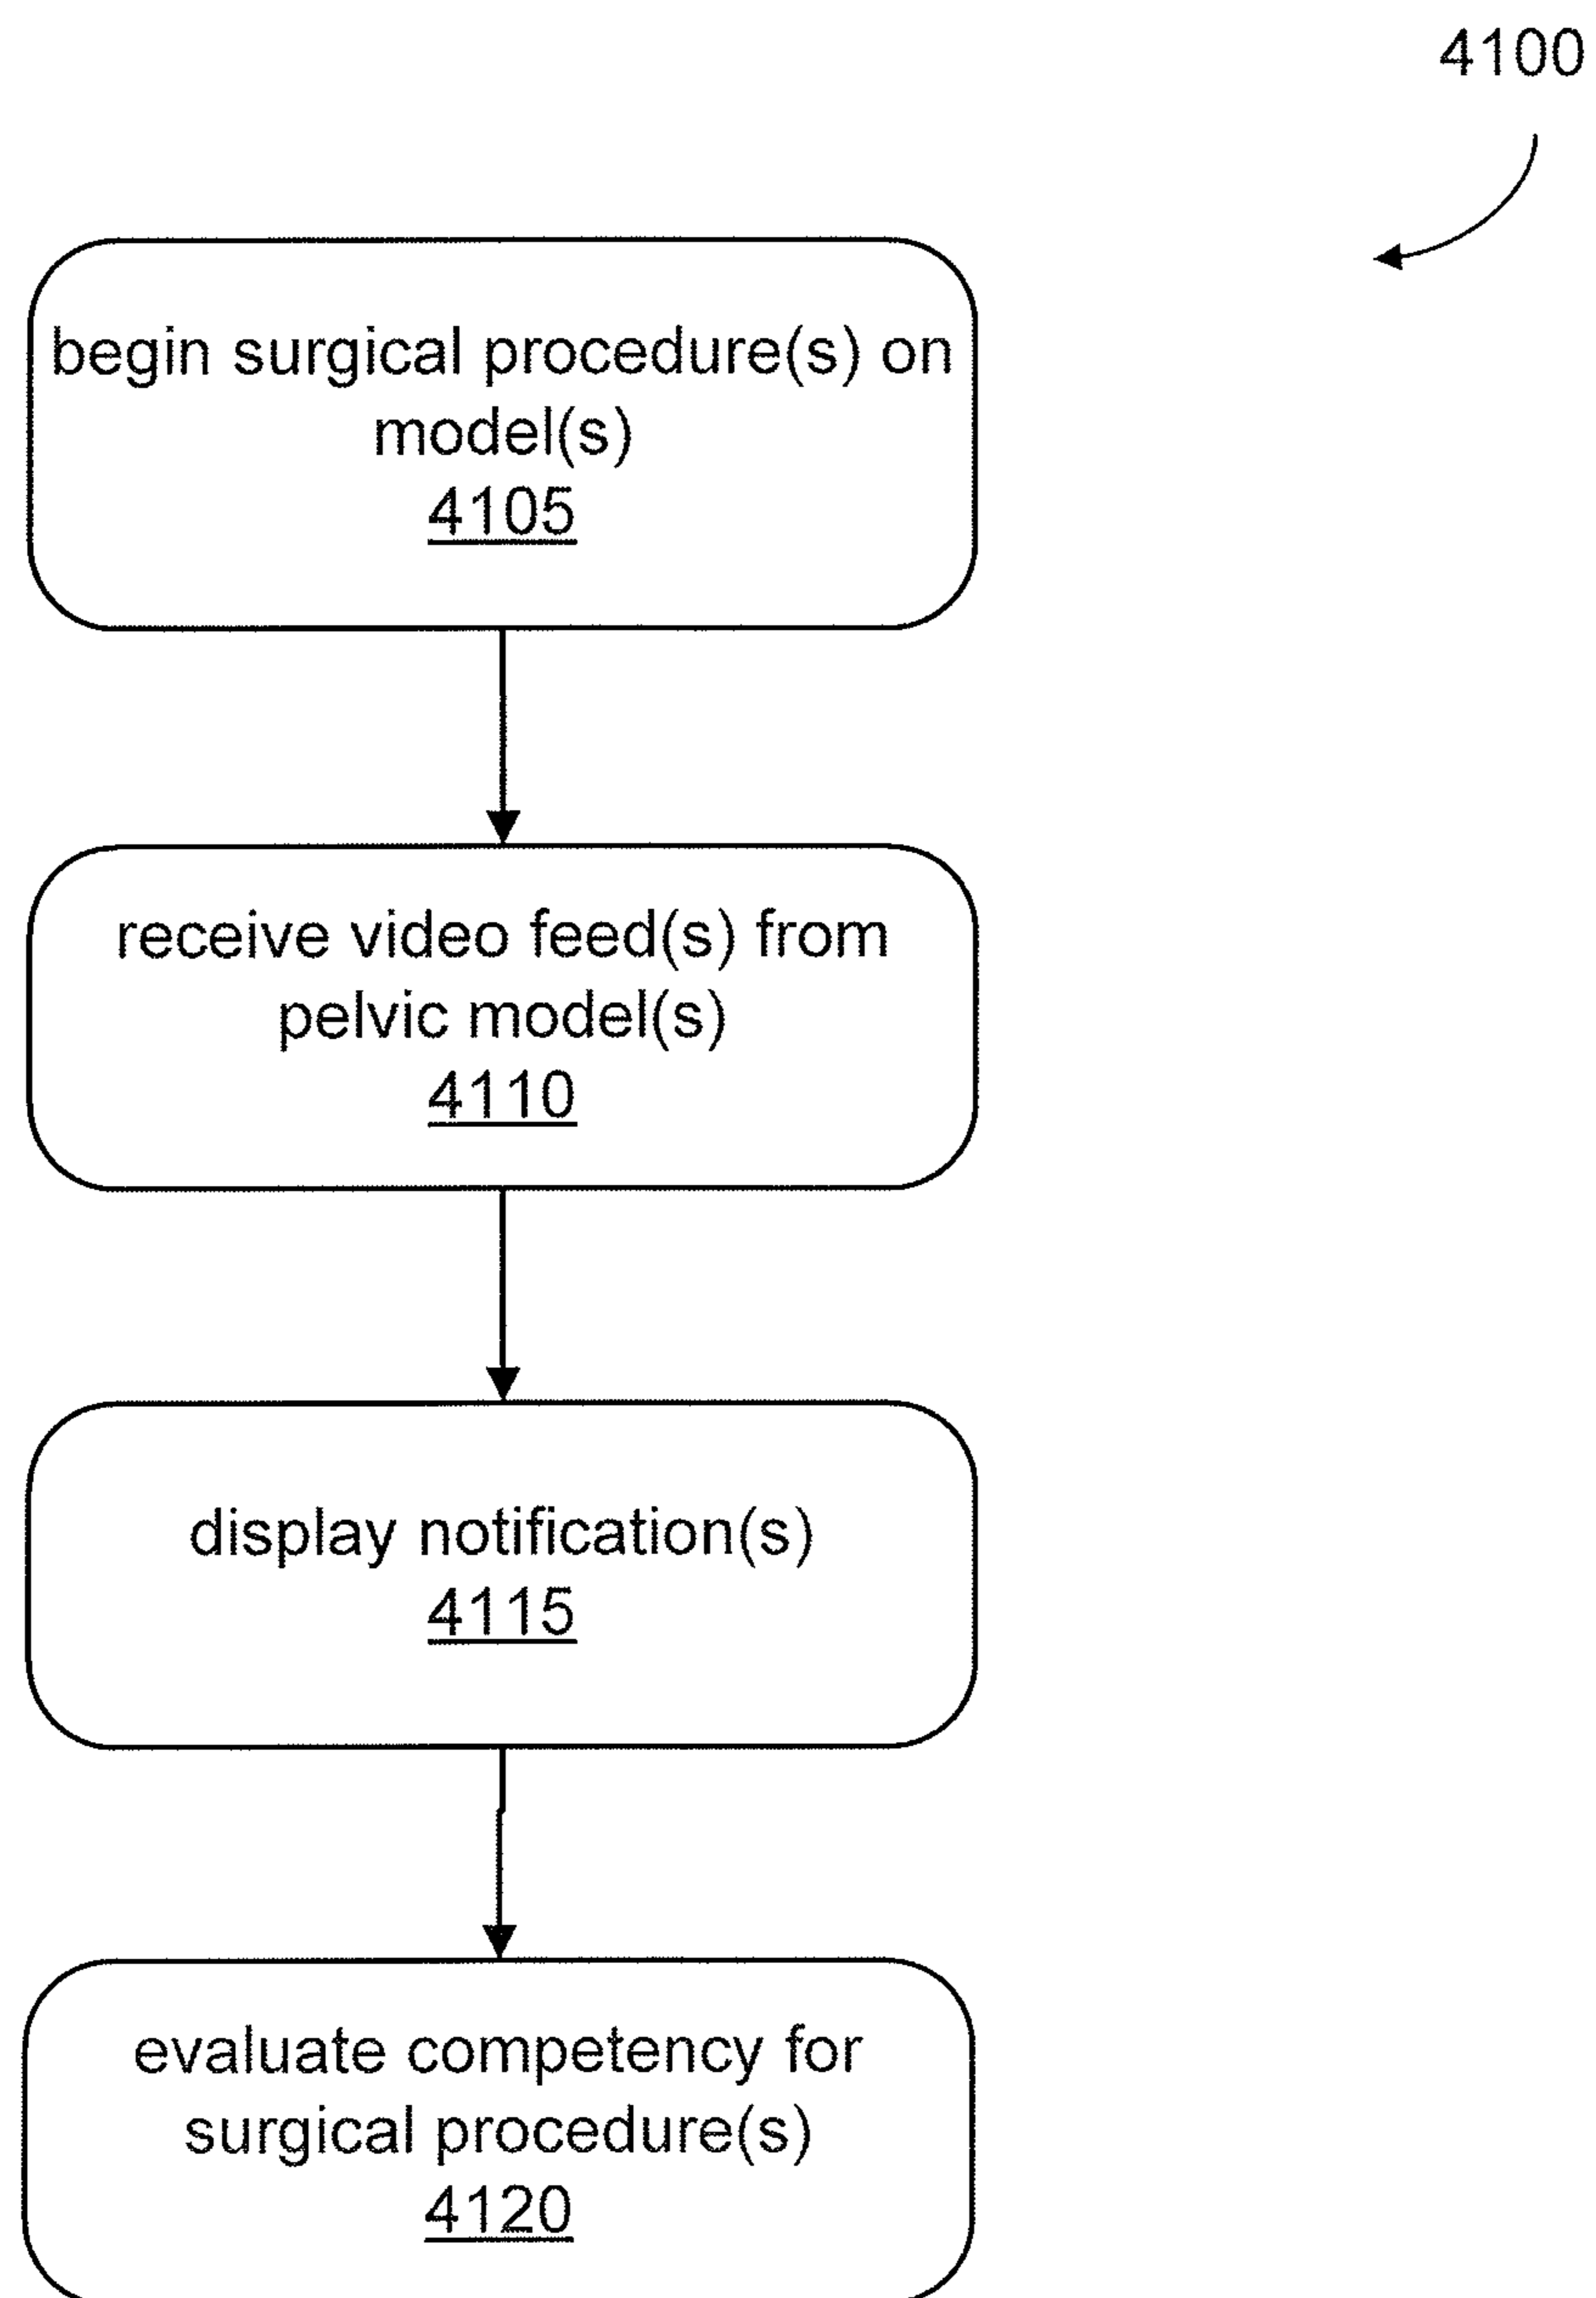 4100
begin surgical procedure(s) on
model(s)
4105
receive video feed(s) from
pelvic model(s)
4110
display notification(s)
4115
evaluate competency for
surgical procedure(s)
4120